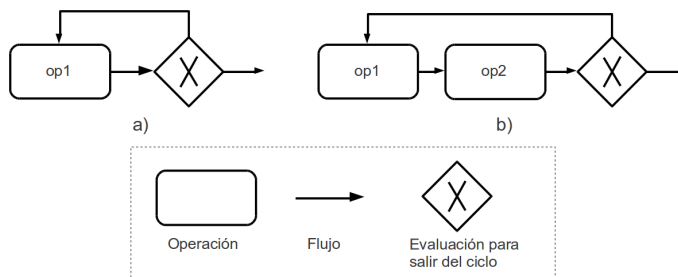 op1
X
op1
op2
X
a)
b)
X
Operación
Flujo
Evaluación para
salir del ciclo